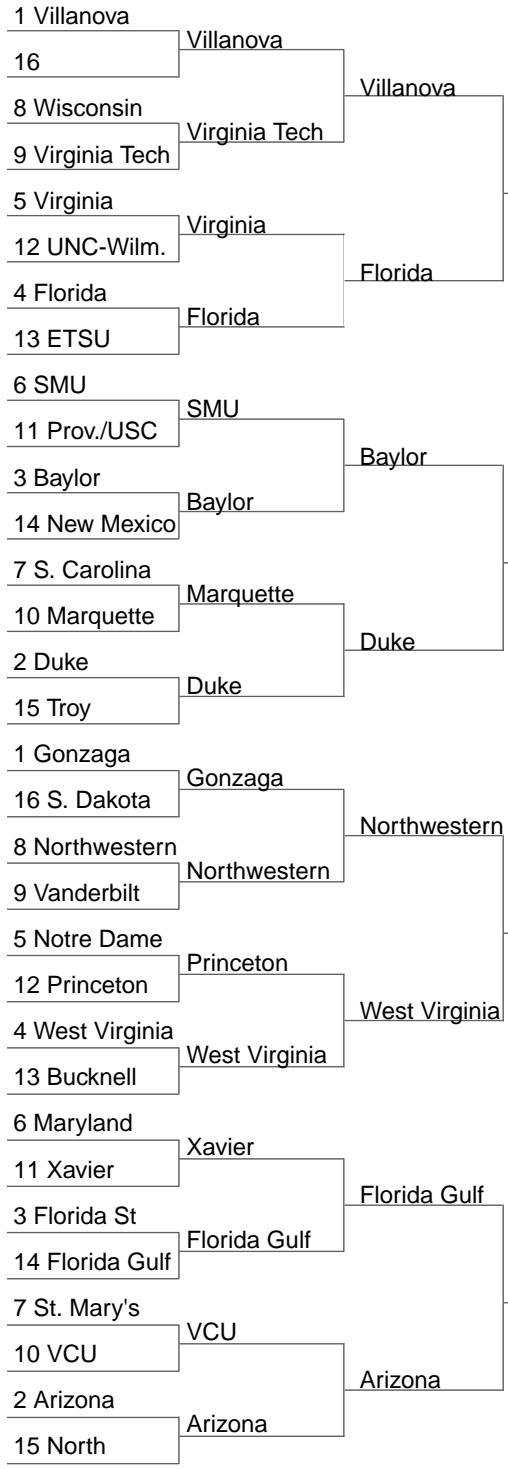 1 Villanova
16
8 Wisconsin
9 Virginia Tech
5 Virginia
12 UNC-Wilm.
4 Florida
13 ETSU
6 SMU
11 Prov./USC
3 Baylor
14 New Mexico
7 S. Carolina
10 Marquette
2 Duke
15 Troy
1 Gonzaga
16 S. Dakota
8 Northwestern
9 Vanderbilt
5 Notre Dame
12 Princeton
4 West Virginia
13 Bucknell
6 Maryland
11 Xavier
3 Florida St
14 Florida Gulf
7 St. Mary's
10 VCU
2 Arizona
15 North
Villanova
Virginia Tech
Virginia
Florida
SMU
Baylor
Marquette
Duke
Gonzaga
Northwestern
Princeton
West Virginia
Xavier
Florida Gulf
VCU
Arizona
Villanova
Florida
Baylor
Duke
Northwestern
West Virginia
Florida Gulf
Arizona